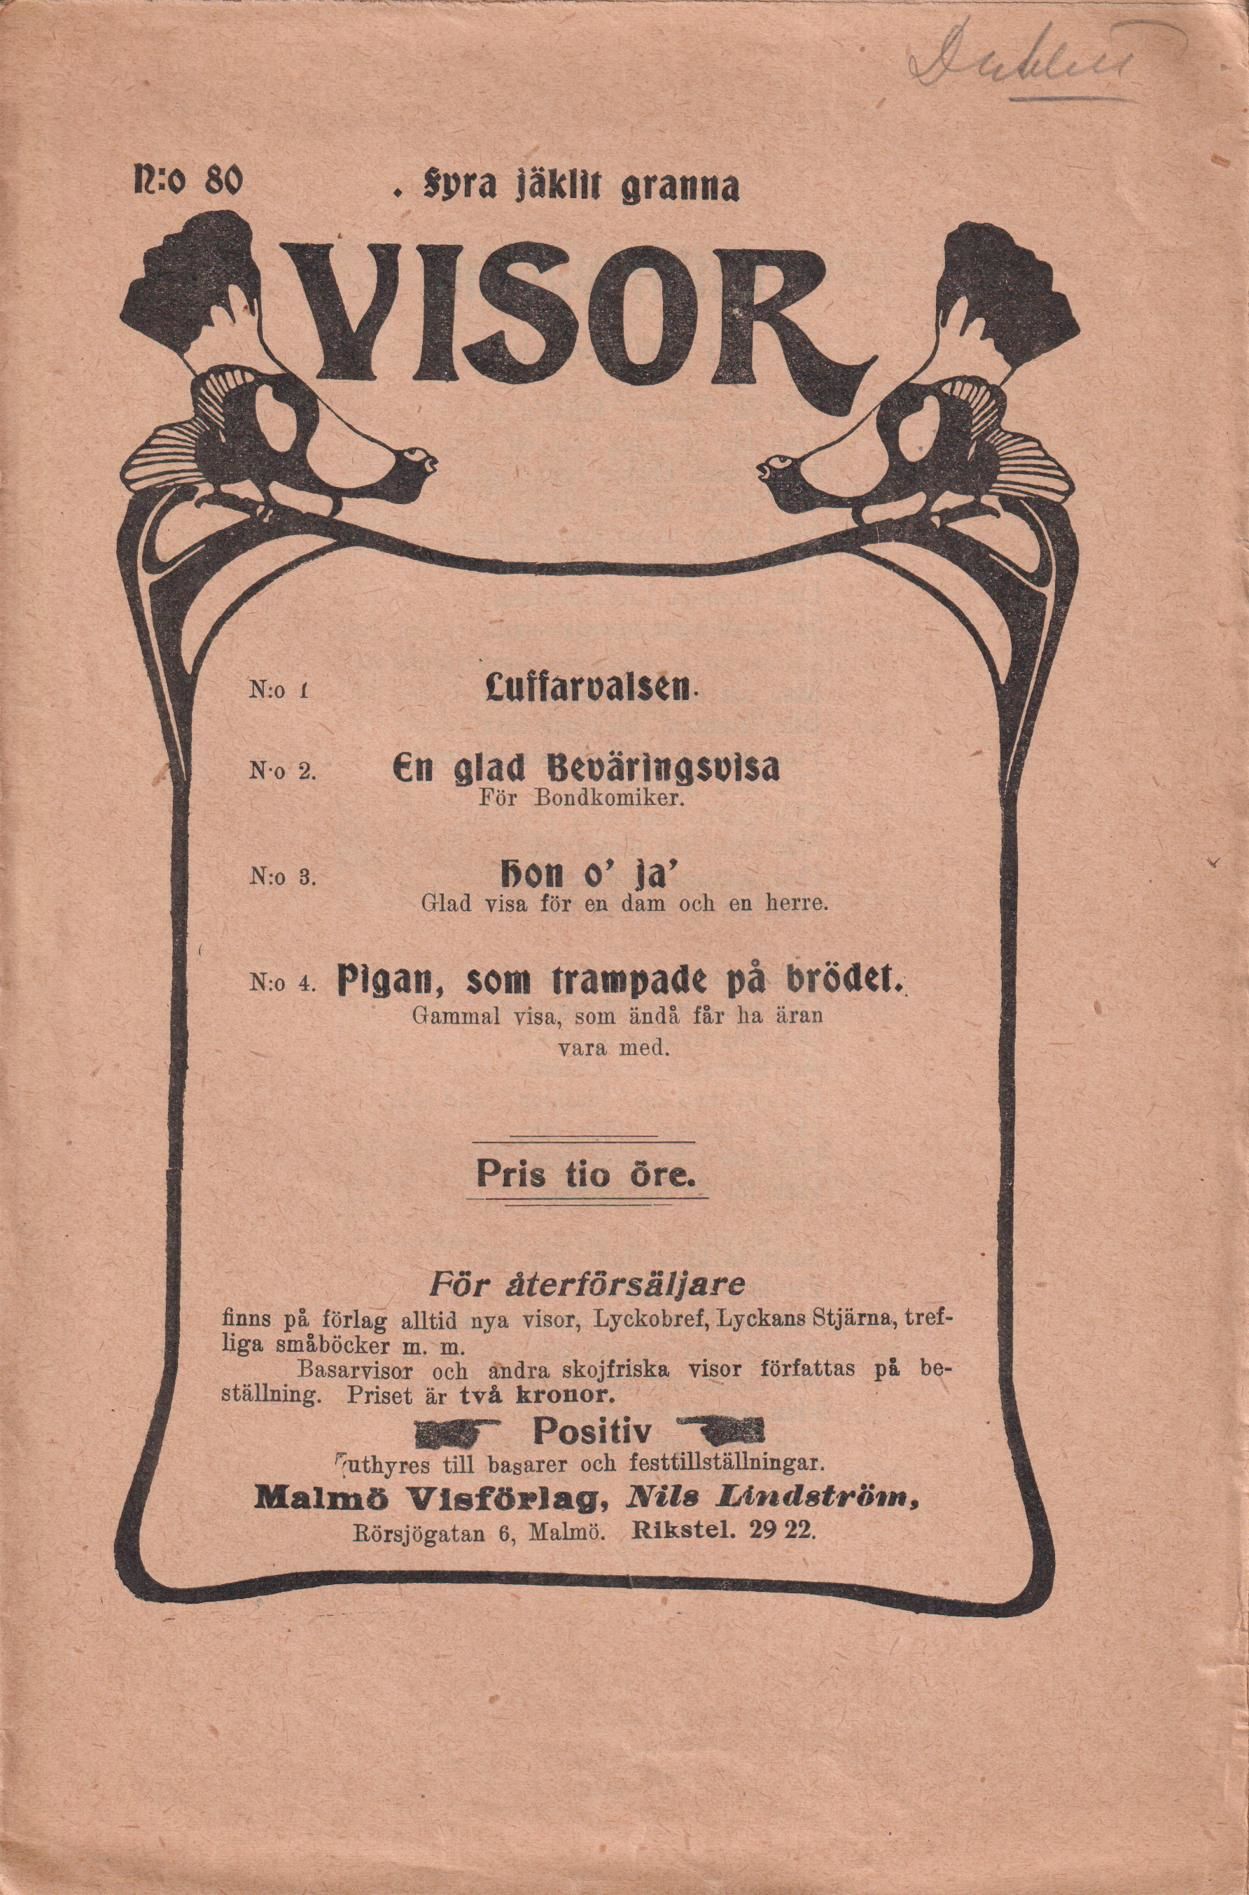 Dublett
N:o 80
. Fyra jäklit granna
VISOR
N:o 1 Luffarvalsen.
N:o 2. En glad Beväringsvisa
För Bondkomiker.
N:o 3. Hon o' ja'
Glad visa för en dam och en herre.
N:o 4. Pigan, som trampade på brödet.
Gammal visa, som ändå får ha äran
vara med.
Pris tio öre.
För återförsäljare
finns på förlag alltid nya visor, Lyckobref, Lyckans Stjärna, tref-
liga småböcker m. m.
Basarvisor och andra skojfriska visor författas på be-
ställning. Priset är två kronor.
Positiv
uthyres till basarer och festtillställningar.
Malmö Visförlag, Nils Lindström,
Rörsjögatan 6, Malmö. Rikstel. 29 22.